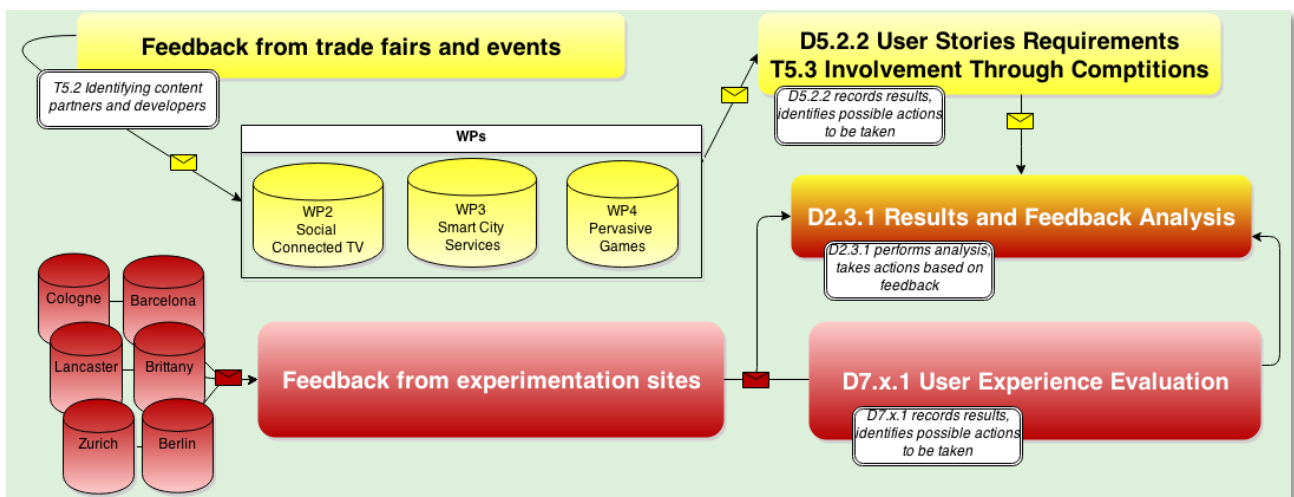 Feedback from trade fairs and events
T5.2 Identifying content
partners and developers
D5.2.2 User Stories Requirements
T5.3 Involvement Through Comptitions
D5.2.2 records results,
identifies possible actions
to be taken
WPs
WP2
Social
Connected TV
WP3
Smart City
Services
WP4
Pervasive
Games
D2.3.1 Results and Feedback Analysis
D2.3.1 performs analysis,
takes actions based on
feedback
Cologne
Barcelona
Lancaster
Brittany
Zurich
Berlin
Feedback from experimentation sites
D7.x.1 User Experience Evaluation
D7.x.1 records results,
identifies possible actions
to be taken